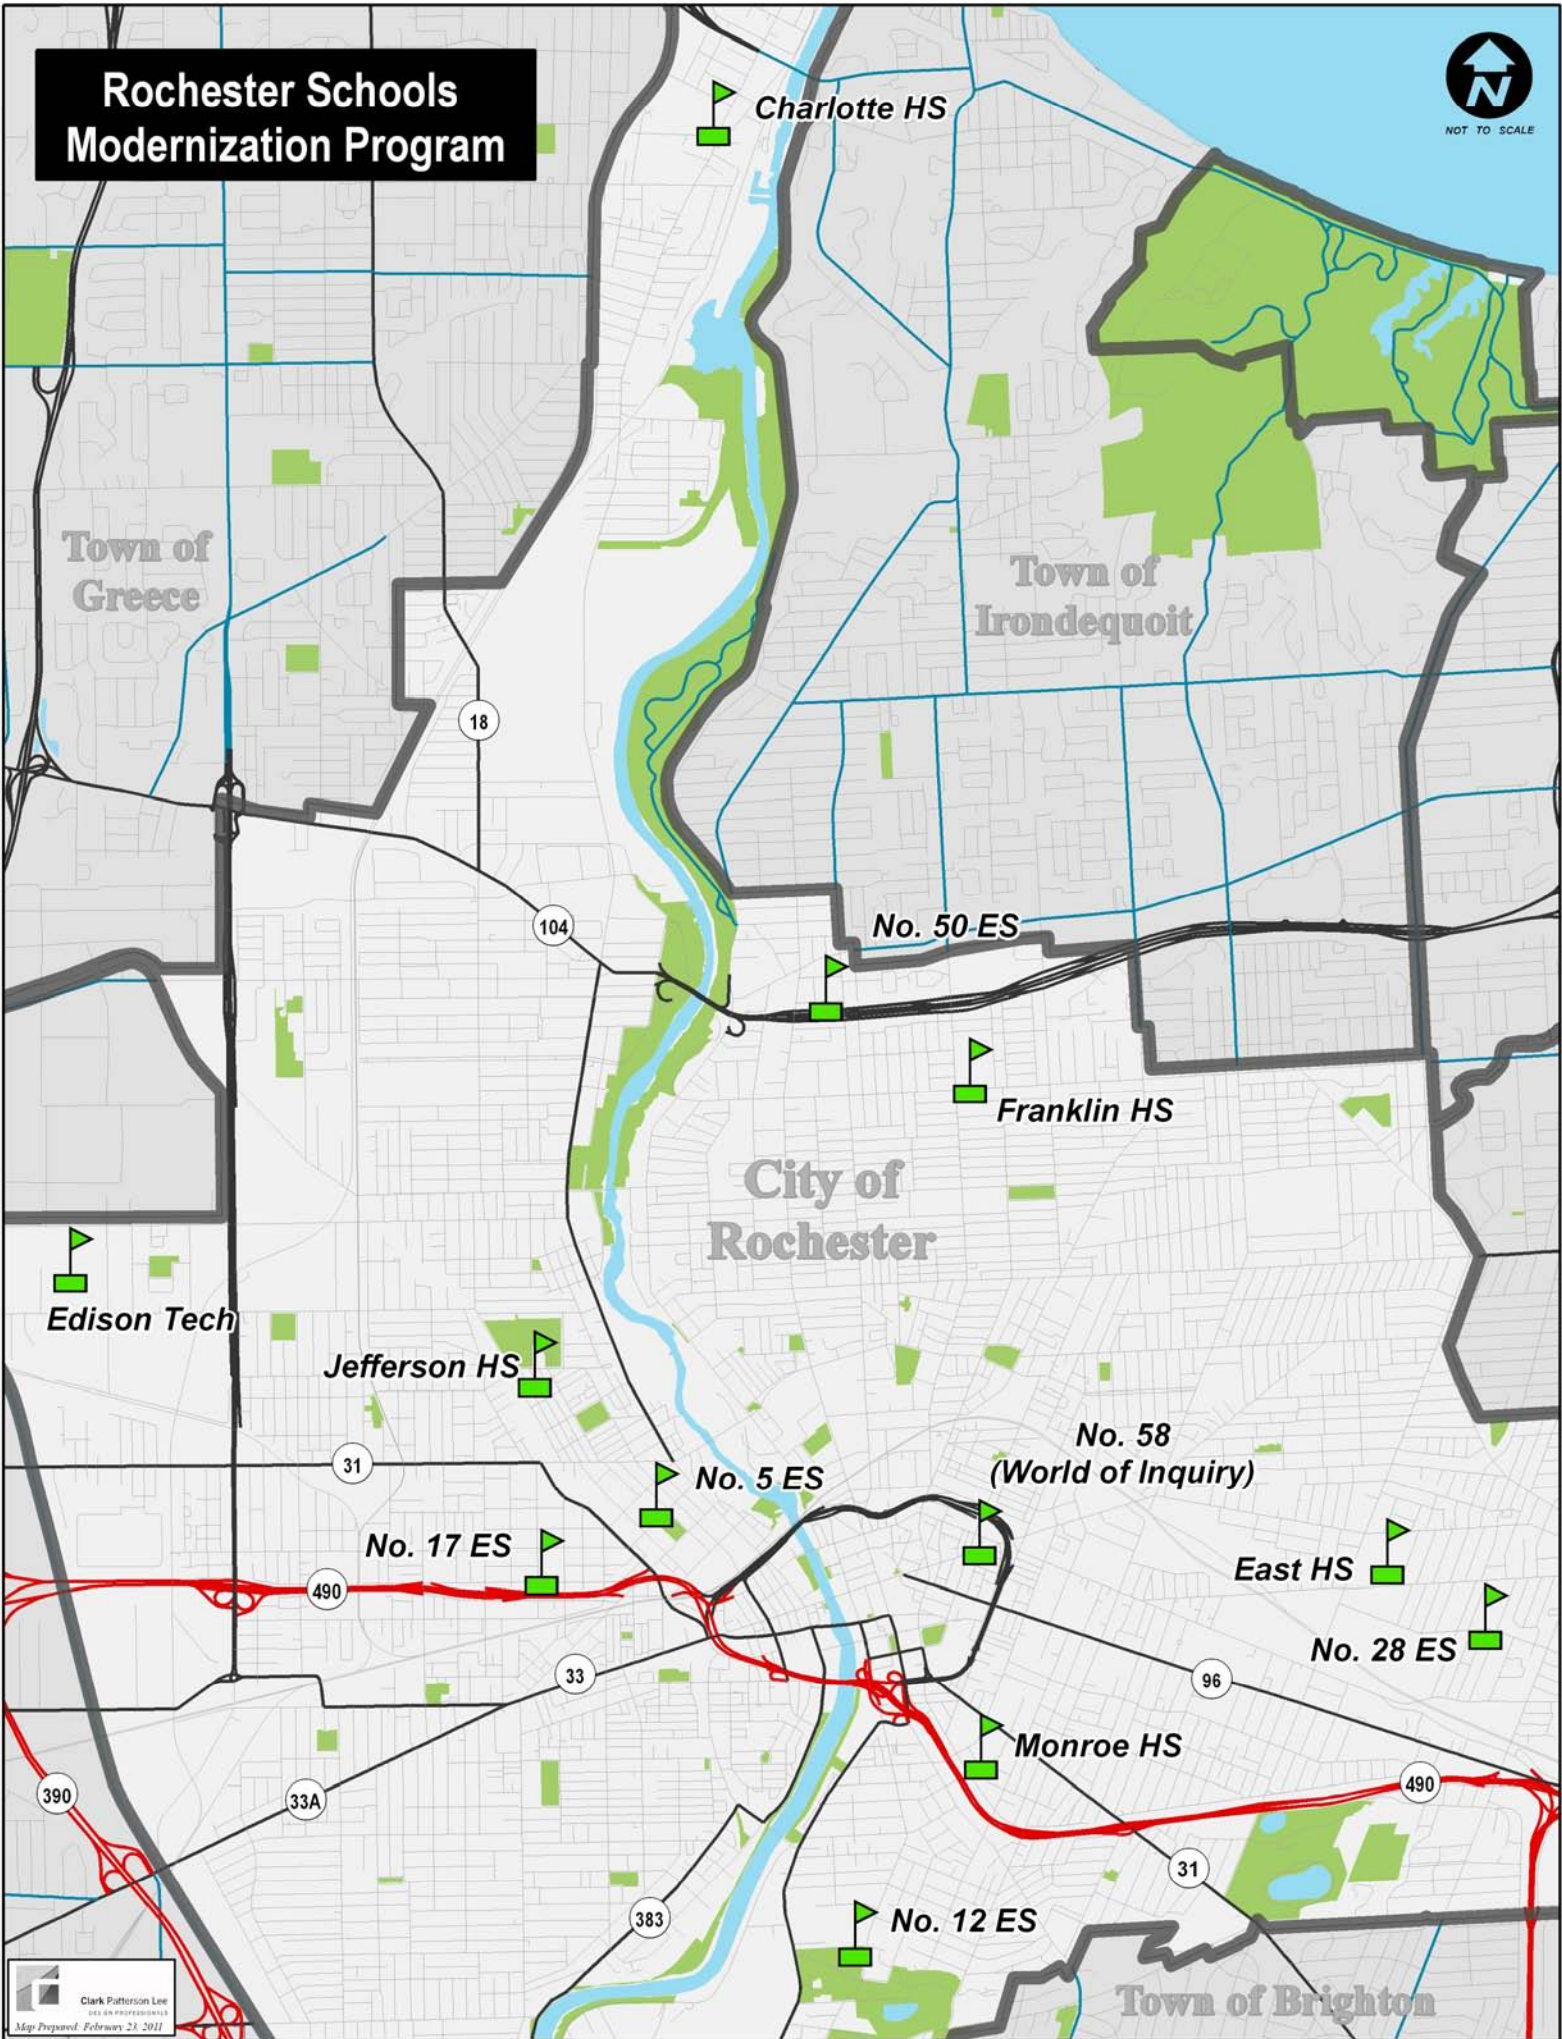 Rochester Schools
Modernization Program
Charlotte HS
N
NOT TO SCALE
Town of
Greece
Town of
Irondequoit
18
104
No. 50 ES
Franklin HS
City of
Rochester
Edison Tech
Jefferson HS
No. 58
(World of Inquiry)
31
No. 5 ES
No. 17 ES
East HS
490
No. 28 ES
33
96
Monroe HS
490
390
33A
31
383
No. 12 ES
Town of Brighton
Clark Patterson Lee
DESIGN PROFESSIONALS
Map Prepared: February 23, 2011